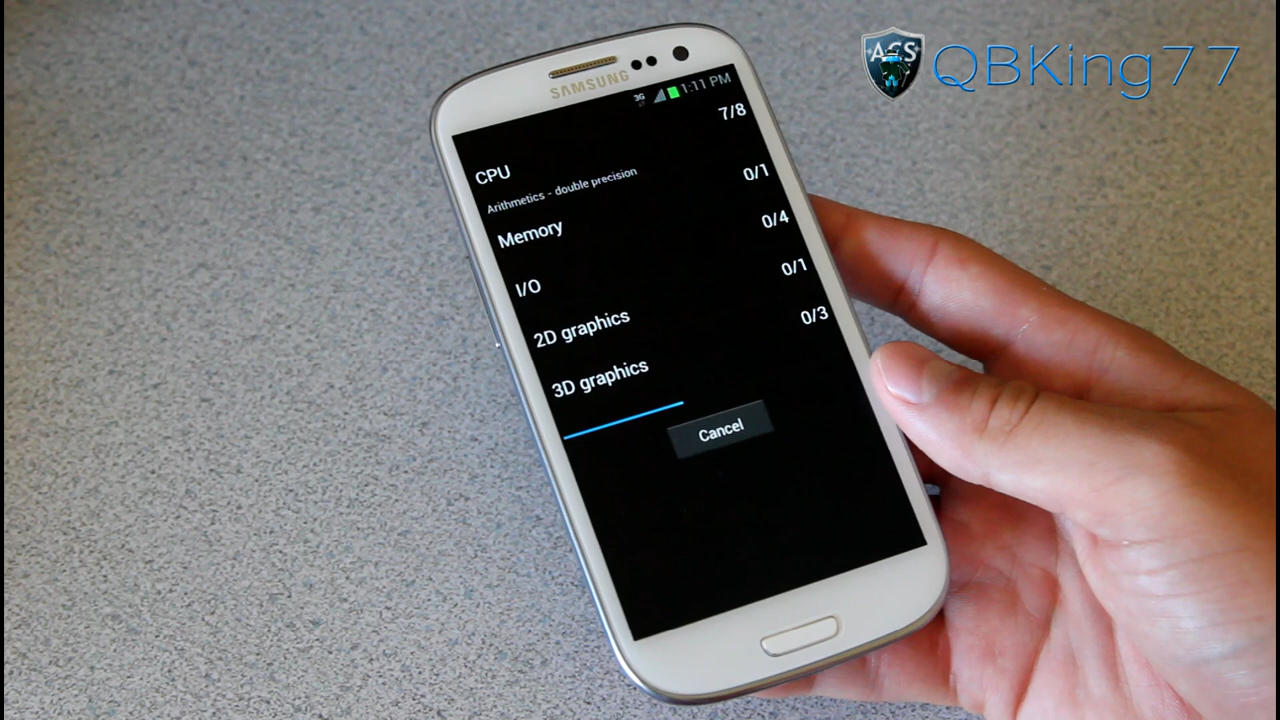 ACS QBKing77
SAMSUNG
3G 1:11 PM
7/8
CPU
Arithmetics - double precision
0/1
Memory
0/4
I/O
0/1
2D graphics
0/3
3D graphics
Cancel